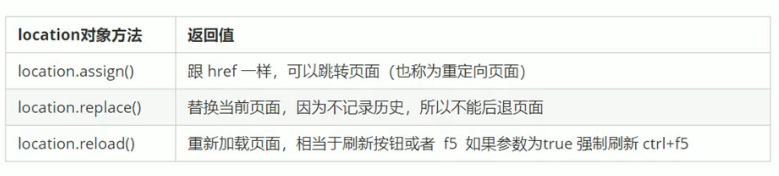 location对象方法 返回值
location.assign() 跟 href 一样，可以跳转页面（也称为重定向页面）
location.replace() 替换当前页面，因为不记录历史，所以不能后退页面
location.reload() 重新加载页面，相当于刷新按钮或者 f5 如果参数为true 强制刷新 ctrl+f5